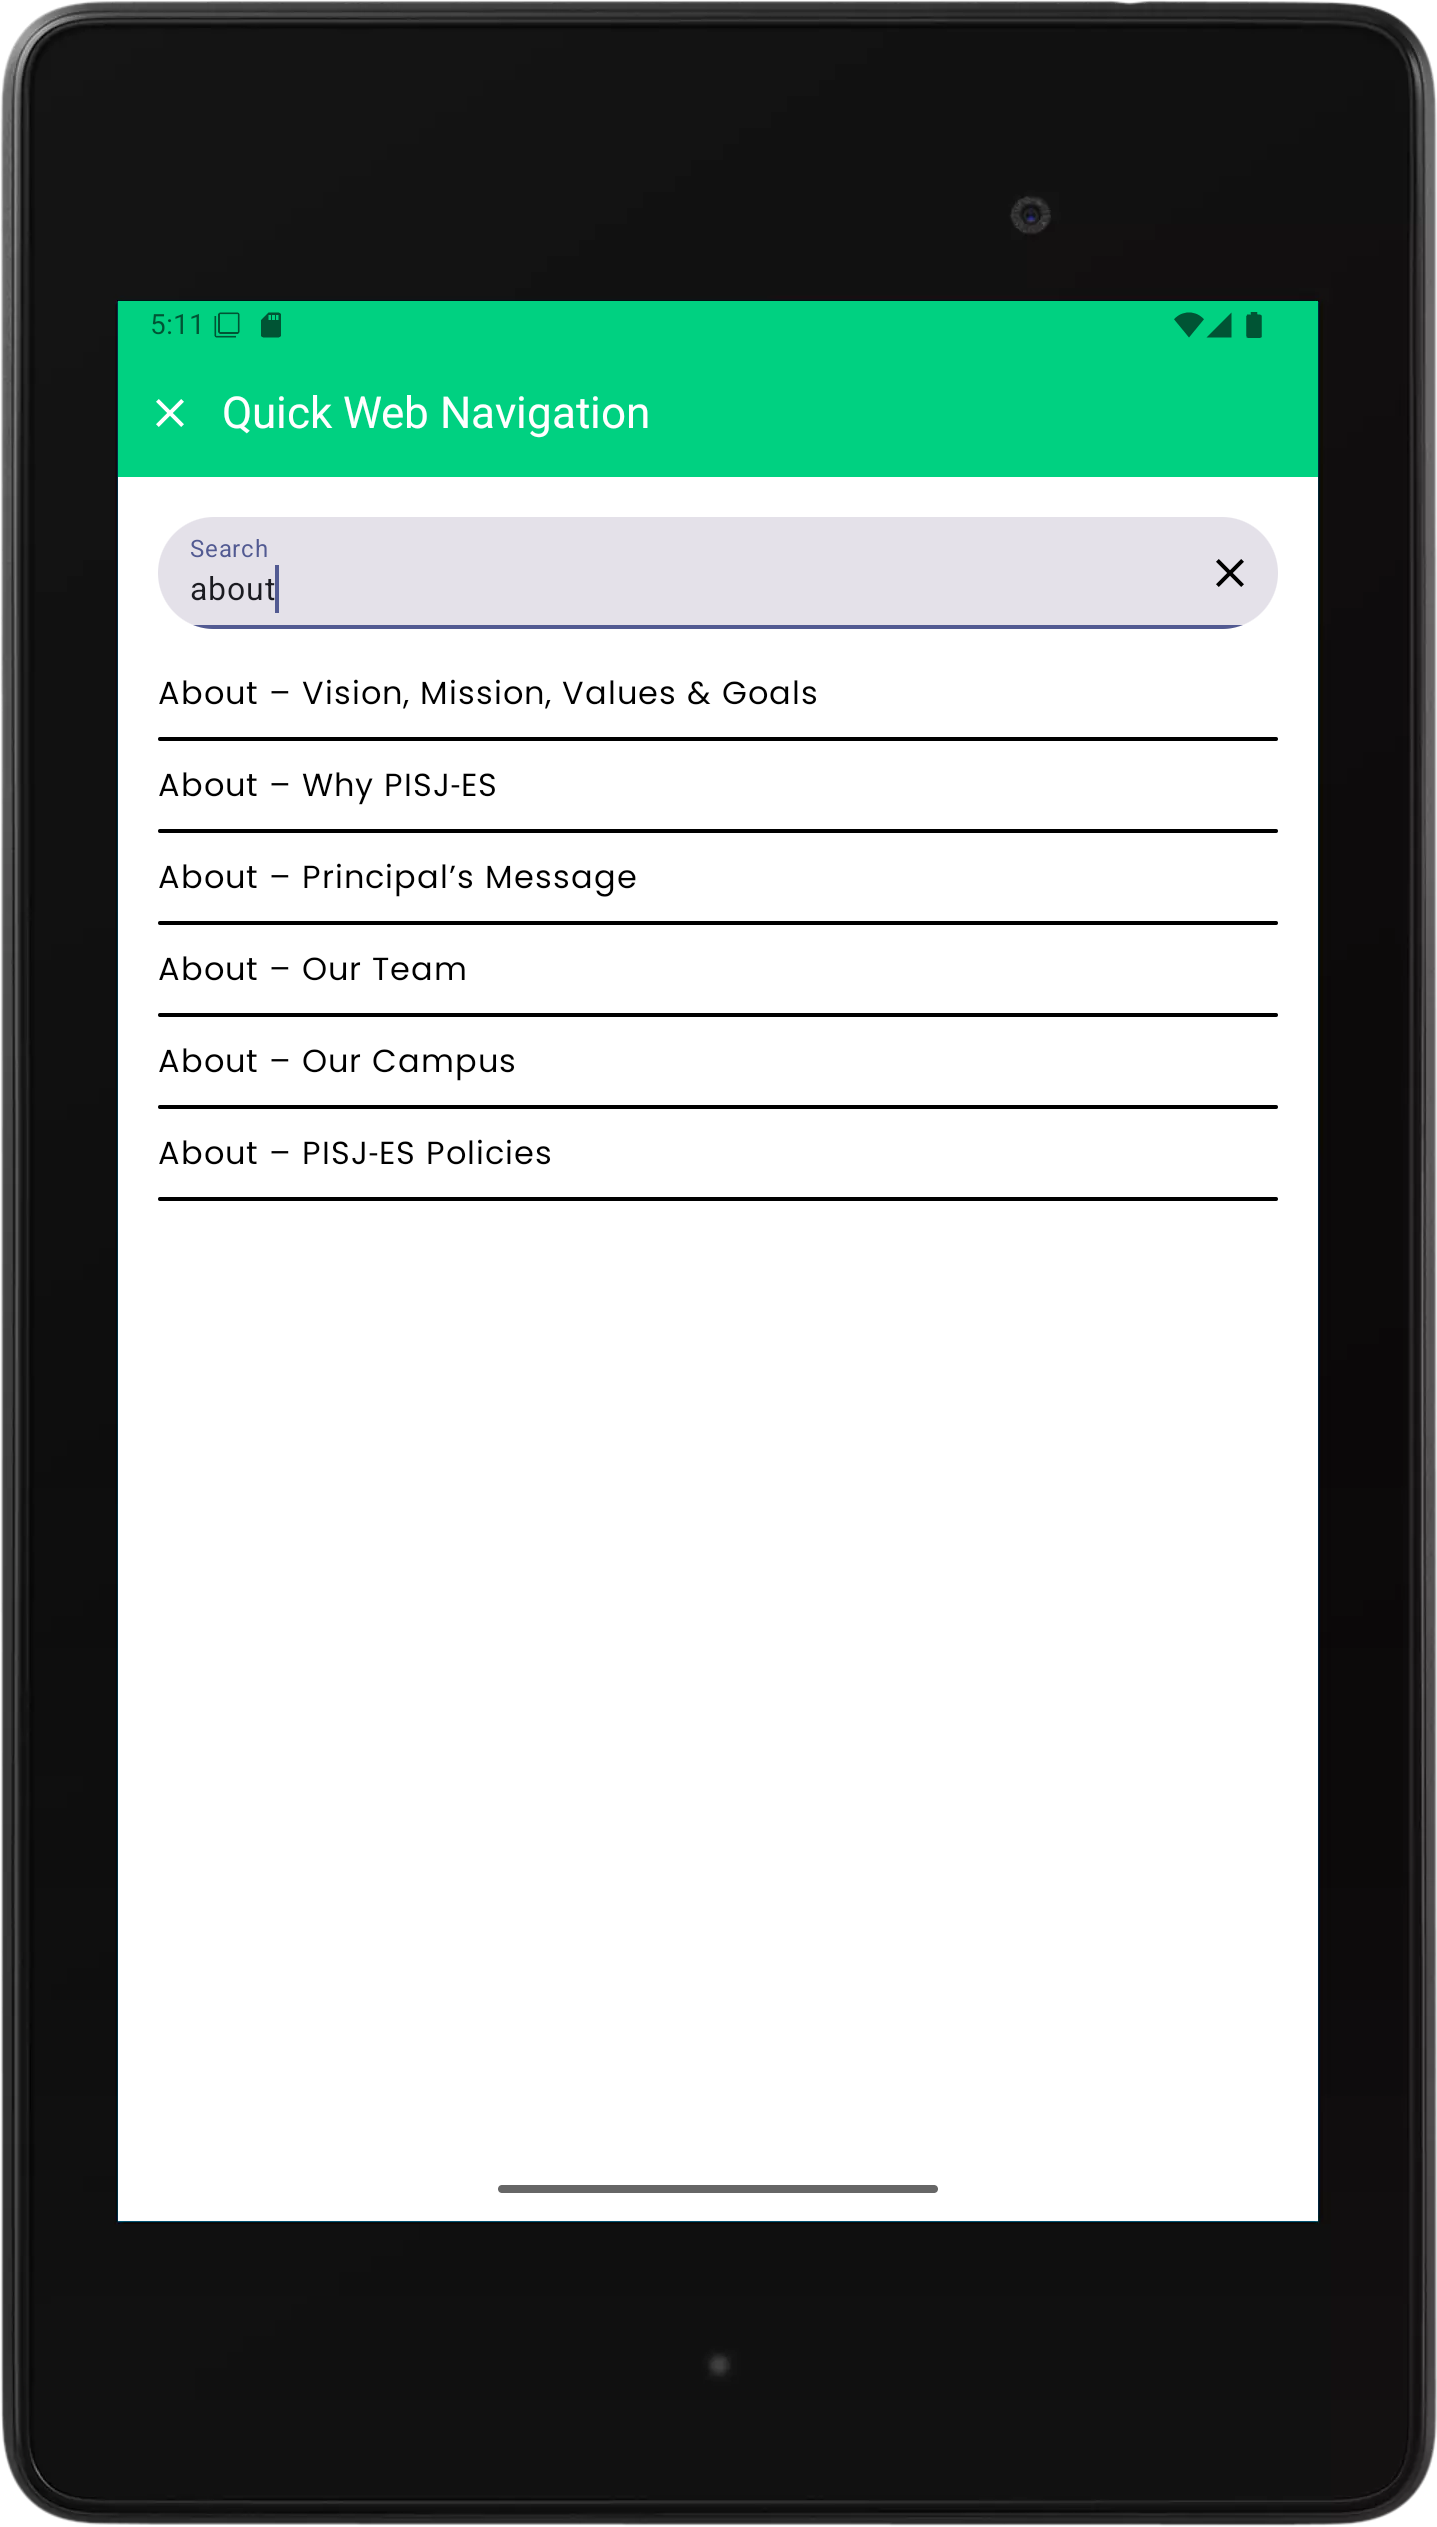 5:11
Quick Web Navigation
Search
about
About – Vision, Mission, Values & Goals
About – Why PISJ-ES
About – Principal’s Message
About – Our Team
About – Our Campus
About – PISJ-ES Policies